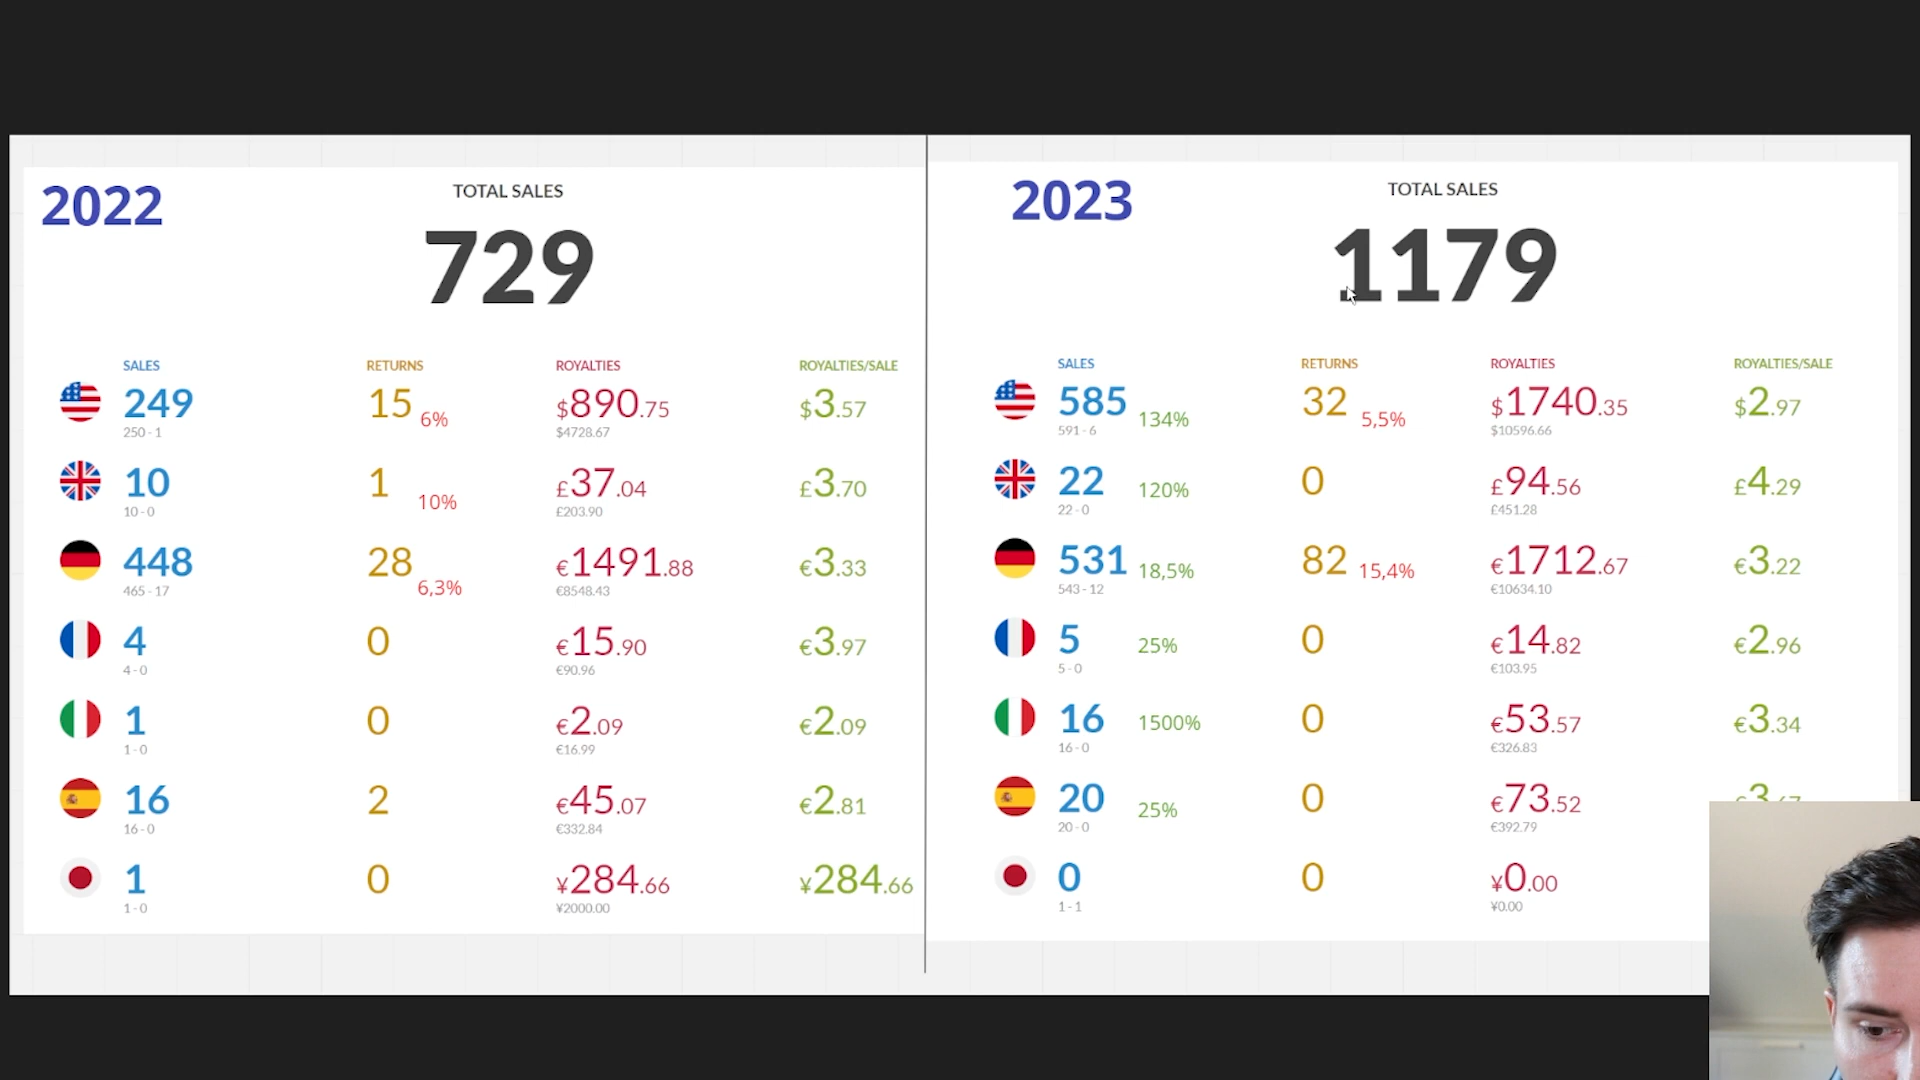 2022
TOTAL SALES
729
SALES RETURNS ROYALTIES ROYALTIES/SALE
249 15 6% $890.75 $3.57
250 - 1 $4728.67
10 1 10% £37.04 £3.70
10 - 0 £203.90
448 28 6,3% €1491.88 €3.33
465 - 17 €8548.43
4 0 €15.90 €3.97
4 - 0 €90.96
1 0 €2.09 €2.09
1 - 0 €16.99
16 2 €45.07 €2.81
16 - 0 €332.84
1 0 ¥284.66 ¥284.66
1 - 0 ¥2000.00
2023
TOTAL SALES
1179
SALES RETURNS ROYALTIES ROYALTIES/SALE
585 134% 32 5,5% $1740.35 $2.97
591 - 6 $10596.66
22 120% 0 £94.56 £4.29
22 - 0 £451.28
531 18,5% 82 15,4% €1712.67 €3.22
543 - 12 €10634.10
5 25% 0 €14.82 €2.96
5 - 0 €103.95
16 1500% 0 €53.57 €3.34
16 - 0 €326.83
20 25% 0 €73.52
20 - 0 €392.79
0 0 ¥0.00
1 - 1 ¥0.00